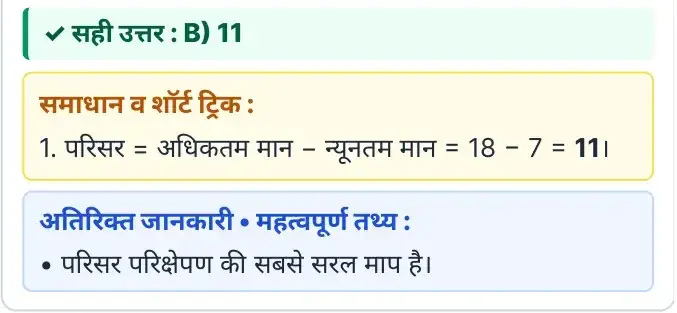 ✓ सही उत्तर : B) 11
समाधान व शॉर्ट ट्रिक :
1. परिसर = अधिकतम मान – न्यूनतम मान = 18 – 7 = 11।
अतिरिक्त जानकारी • महत्वपूर्ण तथ्य :
• परिसर परिक्षेपण की सबसे सरल माप है।